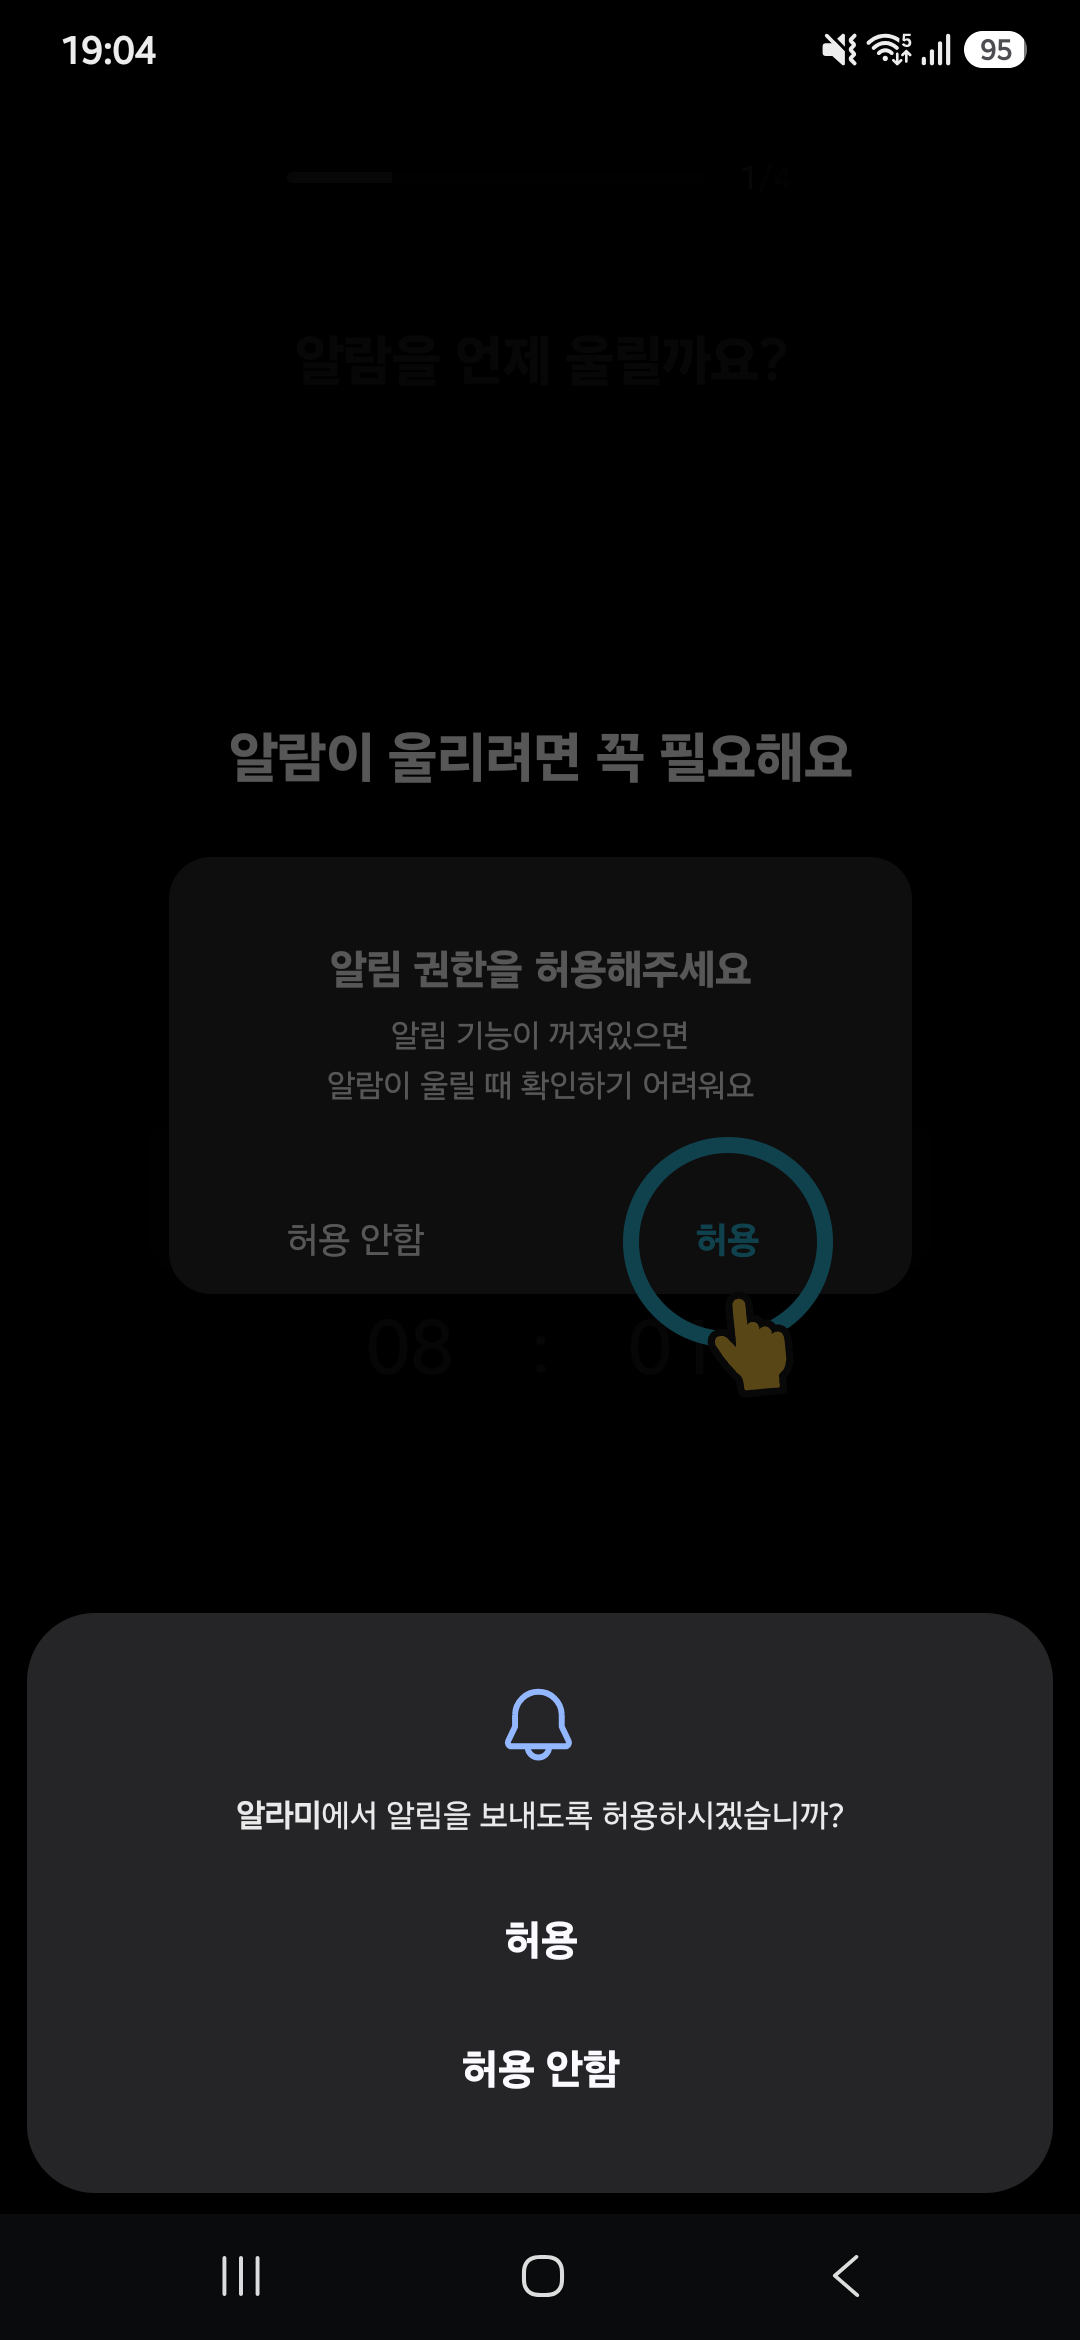 19:04
5
95
1/4
알람을 언제 울릴까요?
알람이 울리려면 꼭 필요해요
알림 권한을 허용해주세요
알림 기능이 꺼져있으면
알람이 울릴 때 확인하기 어려워요
허용 안함 허용
08 : 01
알라미에서 알림을 보내도록 허용하시겠습니까?
허용
허용 안함